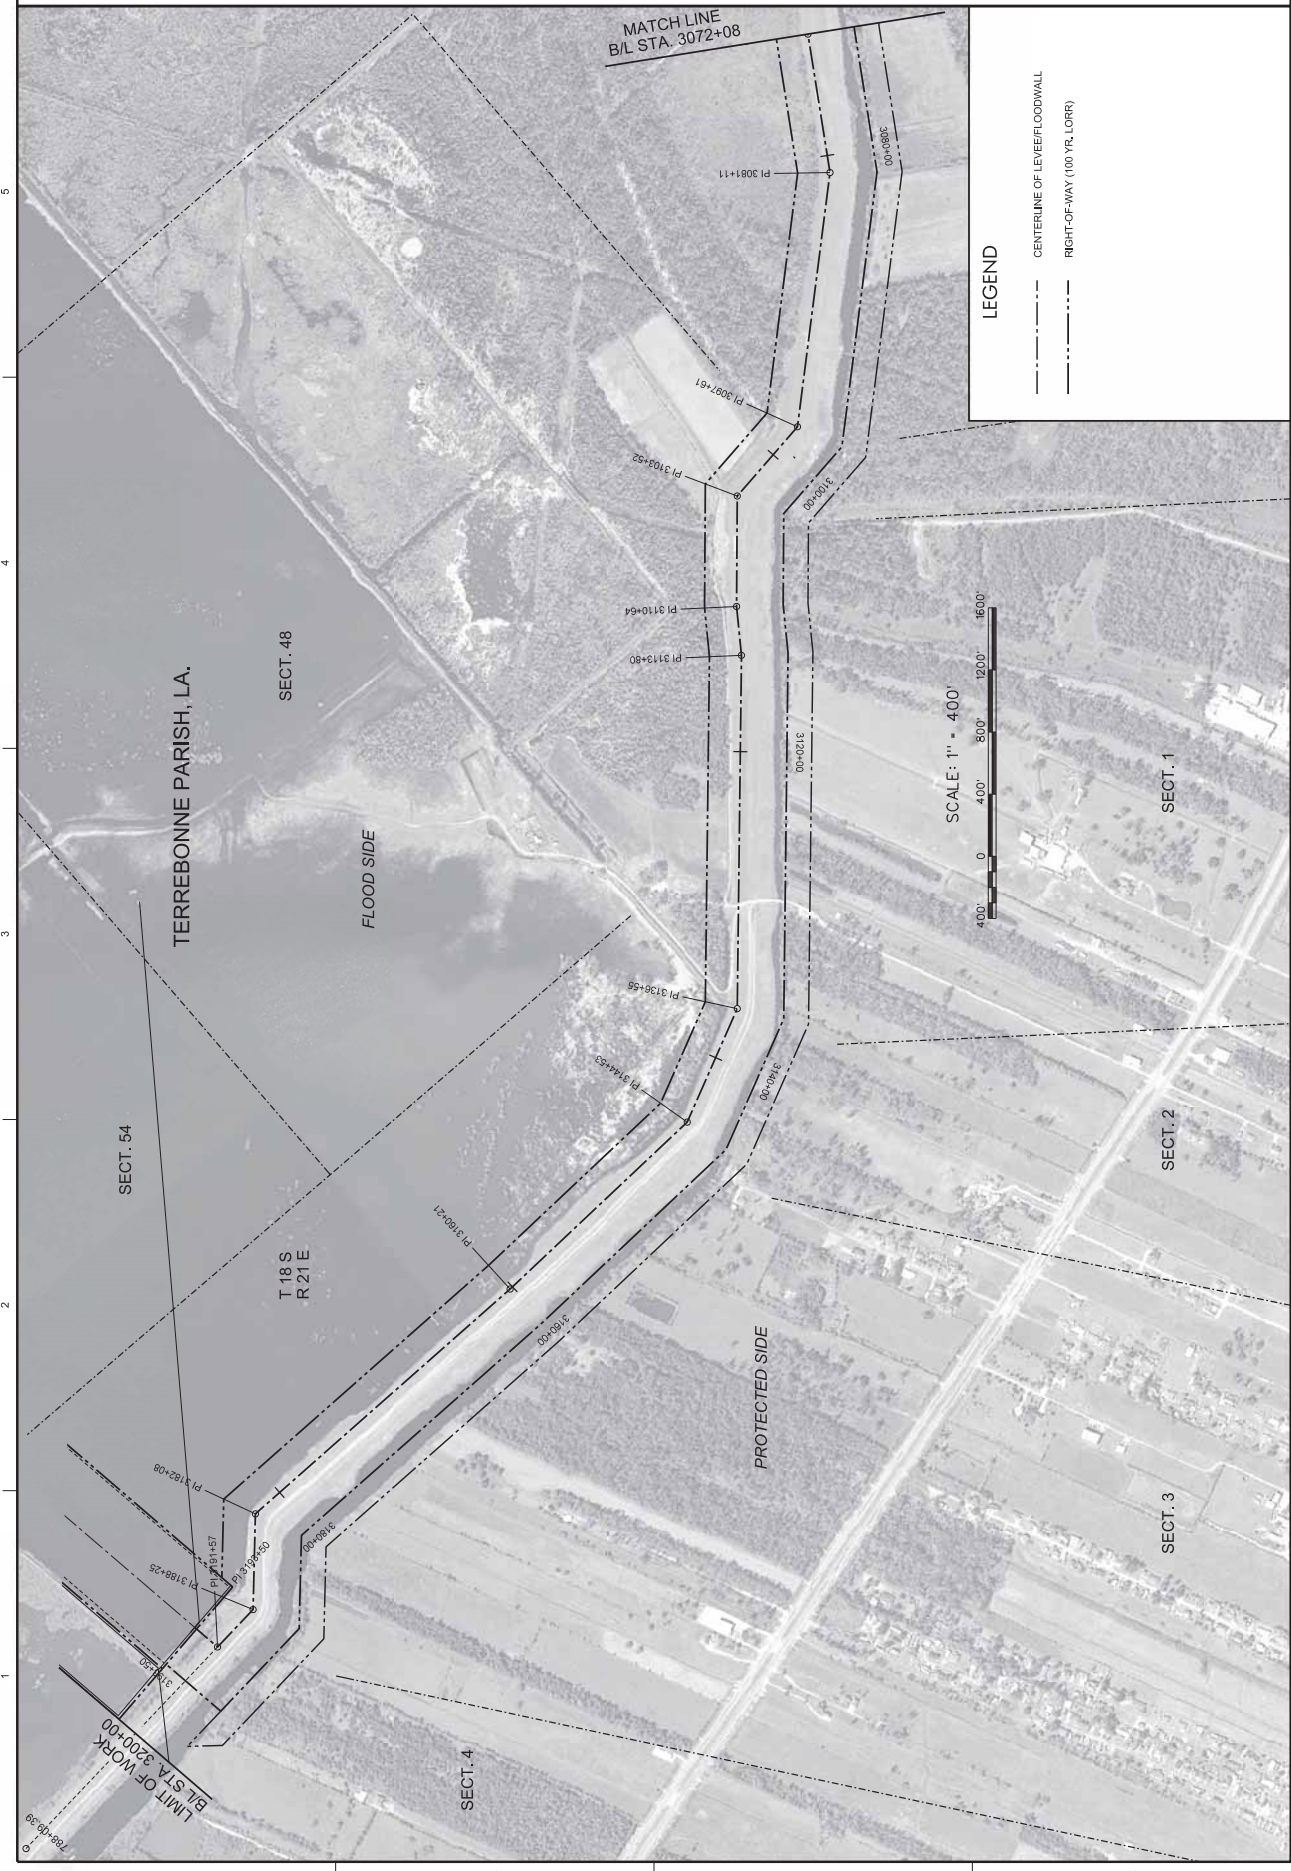 MATCH LINE
B/L STA. 3072+08
5
4
3
2
1
PI 3081+11
3080+00
PI 3097+61
3100+00
PI 3103+52
PI 3110+64
PI 3113+80
3120+00
PI 3136+55
3140+00
PI 3144+53
PI 3160+21
3160+00
3180+00
PI 3182+08
PI 3188+25
PI 3191+57
PI 3193+50
LIMIT OF WORK
B/L STA. 3200+00
788+09.39
TERREBONNE PARISH, LA.
SECT. 48
FLOOD SIDE
SECT. 54
T 18 S
R 21 E
PROTECTED SIDE
SECT. 1
SECT. 2
SECT. 3
SECT. 4
SCALE: 1" = 400'
400' 0 400' 800' 1200' 1600'
LEGEND
CENTERLINE OF LEVEE/FLOODWALL
RIGHT-OF-WAY (100 YR. LORR)